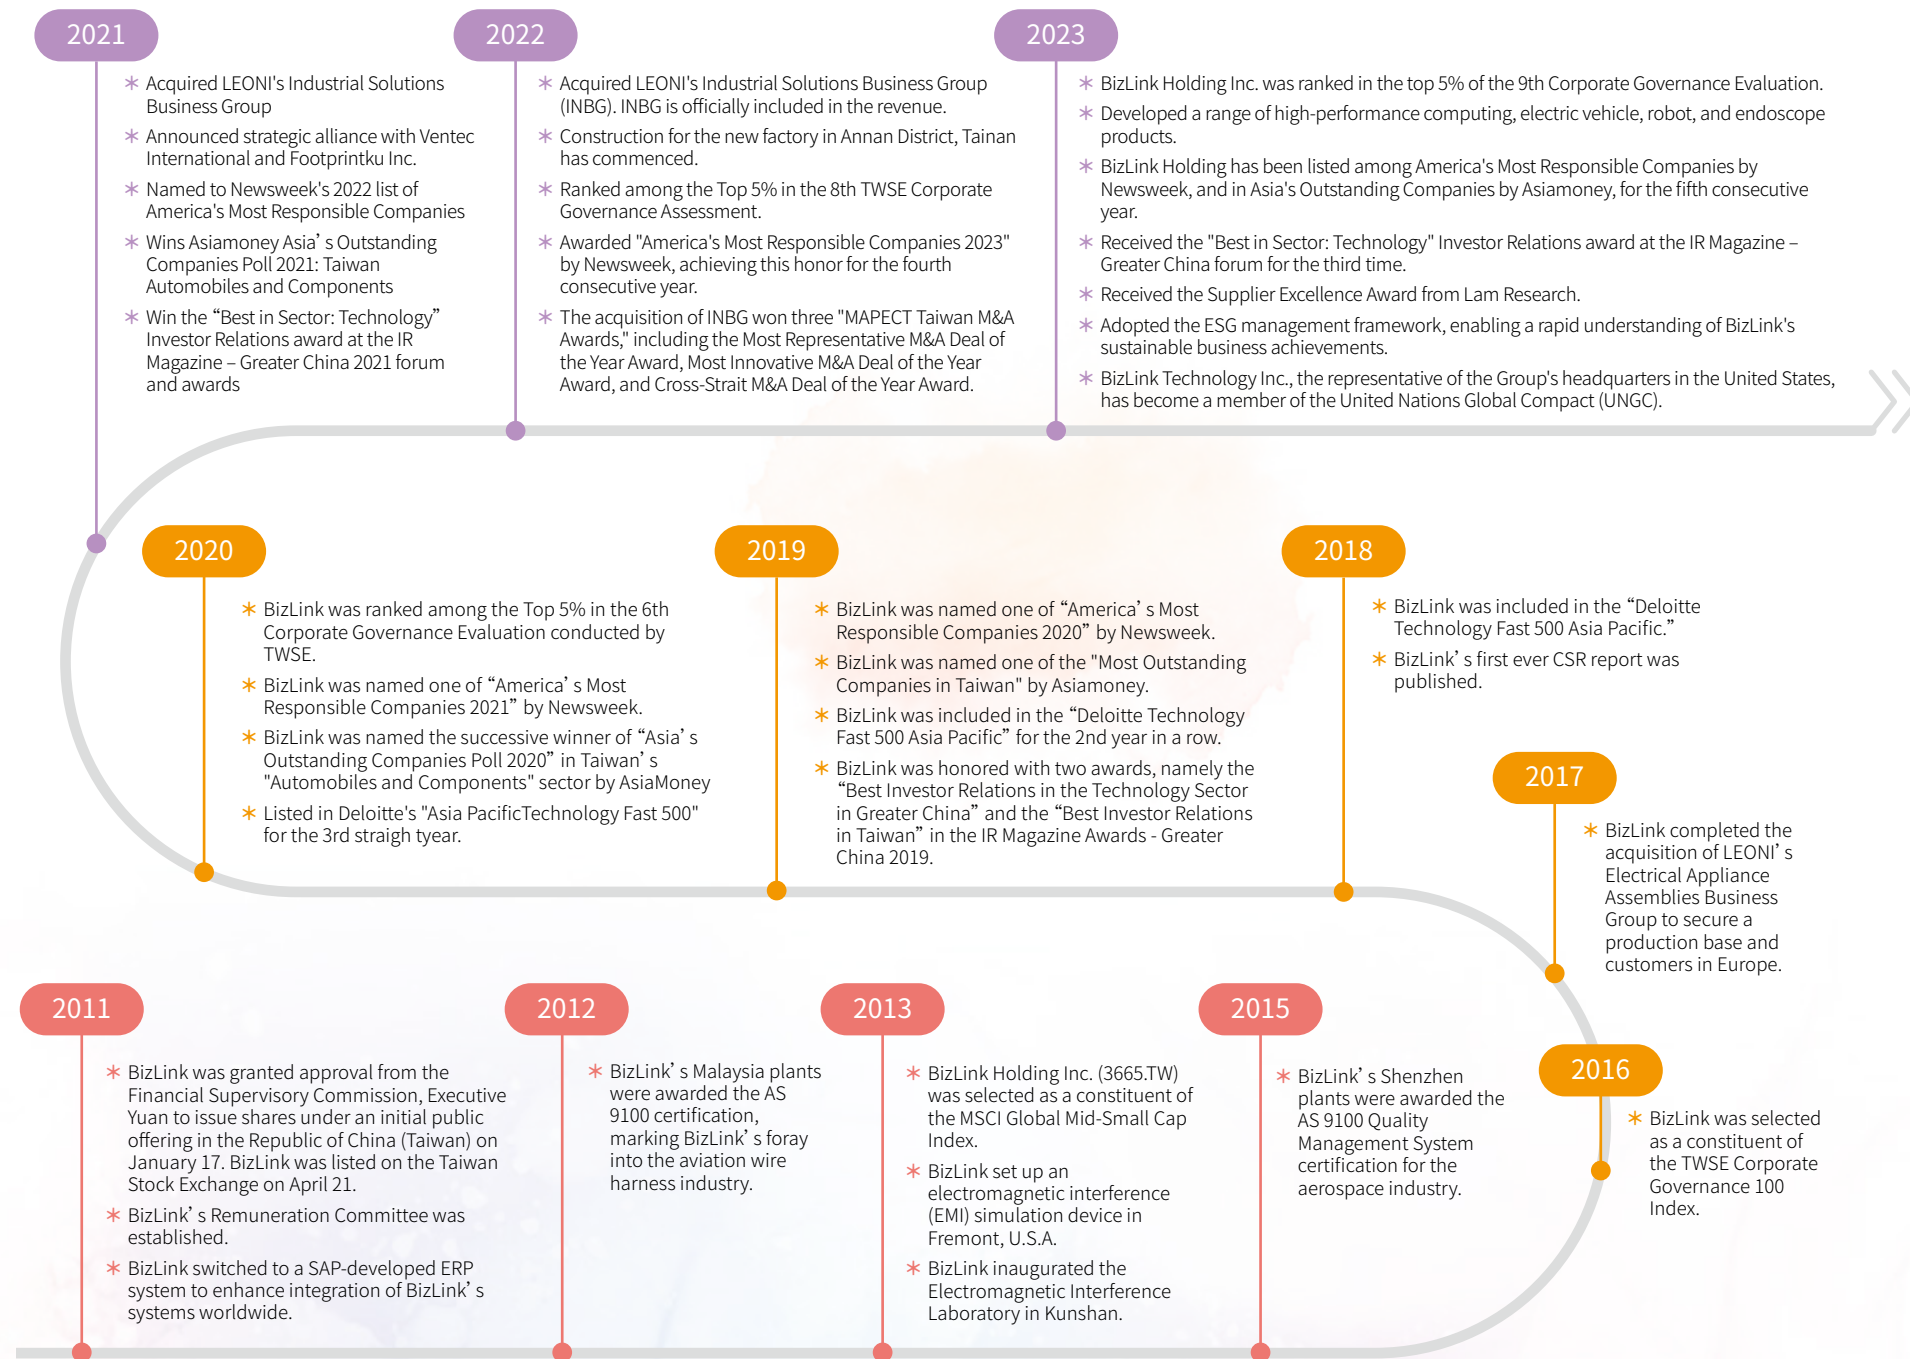 2021
* Acquired LEONI's Industrial Solutions
Business Group
* Announced strategic alliance with Ventec
International and Footprintku Inc.
* Named to Newsweek's 2022 list of
America's Most Responsible Companies
* Wins Asiamoney Asia’s Outstanding
Companies Poll 2021: Taiwan
Automobiles and Components
* Win the “Best in Sector: Technology”
Investor Relations award at the IR
Magazine – Greater China 2021 forum
and awards
2022
* Acquired LEONI's Industrial Solutions Business Group
(INBG). INBG is officially included in the revenue.
* Construction for the new factory in Annan District, Tainan
has commenced.
* Ranked among the Top 5% in the 8th TWSE Corporate
Governance Assessment.
* Awarded "America's Most Responsible Companies 2023"
by Newsweek, achieving this honor for the fourth
consecutive year.
* The acquisition of INBG won three "MAPECT Taiwan M&A
Awards," including the Most Representative M&A Deal of
the Year Award, Most Innovative M&A Deal of the Year
Award, and Cross-Strait M&A Deal of the Year Award.
2023
* BizLink Holding Inc. was ranked in the top 5% of the 9th Corporate Governance Evaluation.
* Developed a range of high-performance computing, electric vehicle, robot, and endoscope
products.
* BizLink Holding has been listed among America's Most Responsible Companies by
Newsweek, and in Asia's Outstanding Companies by Asiamoney, for the fifth consecutive
year.
* Received the "Best in Sector: Technology" Investor Relations award at the IR Magazine –
Greater China forum for the third time.
* Received the Supplier Excellence Award from Lam Research.
* Adopted the ESG management framework, enabling a rapid understanding of BizLink's
sustainable business achievements.
* BizLink Technology Inc., the representative of the Group's headquarters in the United States,
has become a member of the United Nations Global Compact (UNGC).
2020
* BizLink was ranked among the Top 5% in the 6th
Corporate Governance Evaluation conducted by
TWSE.
* BizLink was named one of “America’s Most
Responsible Companies 2021” by Newsweek.
* BizLink was named the successive winner of “Asia’s
Outstanding Companies Poll 2020” in Taiwan’s
"Automobiles and Components" sector by AsiaMoney
* Listed in Deloitte's "Asia PacificTechnology Fast 500"
for the 3rd straigh tyear.
2019
* BizLink was named one of “America’s Most
Responsible Companies 2020” by Newsweek.
* BizLink was named one of the "Most Outstanding
Companies in Taiwan" by Asiamoney.
* BizLink was included in the “Deloitte Technology
Fast 500 Asia Pacific” for the 2nd year in a row.
* BizLink was honored with two awards, namely the
“Best Investor Relations in the Technology Sector
in Greater China” and the “Best Investor Relations
in Taiwan” in the IR Magazine Awards - Greater
China 2019.
2018
* BizLink was included in the “Deloitte
Technology Fast 500 Asia Pacific.”
* BizLink’s first ever CSR report was
published.
2017
* BizLink completed the
acquisition of LEONI’s
Electrical Appliance
Assemblies Business
Group to secure a
production base and
customers in Europe.
2011
* BizLink was granted approval from the
Financial Supervisory Commission, Executive
Yuan to issue shares under an initial public
offering in the Republic of China (Taiwan) on
January 17. BizLink was listed on the Taiwan
Stock Exchange on April 21.
* BizLink’s Remuneration Committee was
established.
* BizLink switched to a SAP-developed ERP
system to enhance integration of BizLink’s
systems worldwide.
2012
* BizLink’s Malaysia plants
were awarded the AS
9100 certification,
marking BizLink’s foray
into the aviation wire
harness industry.
2013
* BizLink Holding Inc. (3665.TW)
was selected as a constituent of
the MSCI Global Mid-Small Cap
Index.
* BizLink set up an
electromagnetic interference
(EMI) simulation device in
Fremont, U.S.A.
* BizLink inaugurated the
Electromagnetic Interference
Laboratory in Kunshan.
2015
* BizLink’s Shenzhen
plants were awarded the
AS 9100 Quality
Management System
certification for the
aerospace industry.
2016
* BizLink was selected
as a constituent of
the TWSE Corporate
Governance 100
Index.